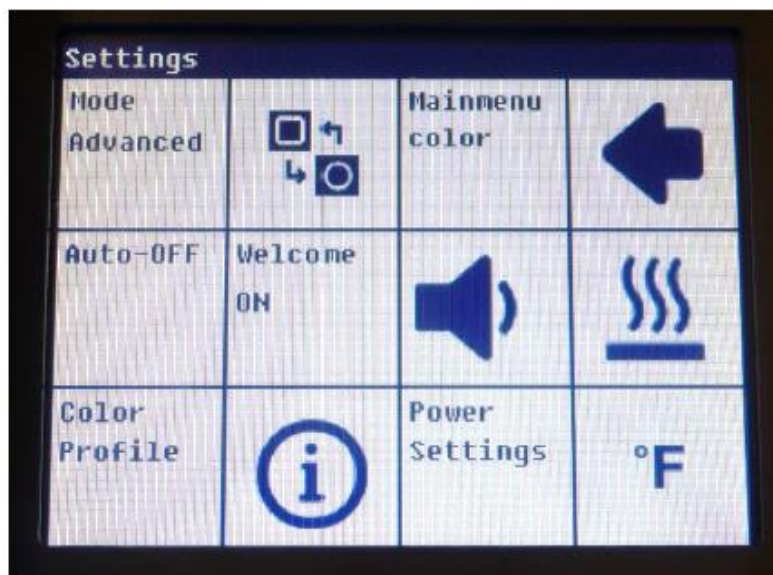 Settings
Mode
Advanced
Mainmenu
color
Auto-OFF
Welcome
ON
Color
Profile
i
Power
Settings
°F